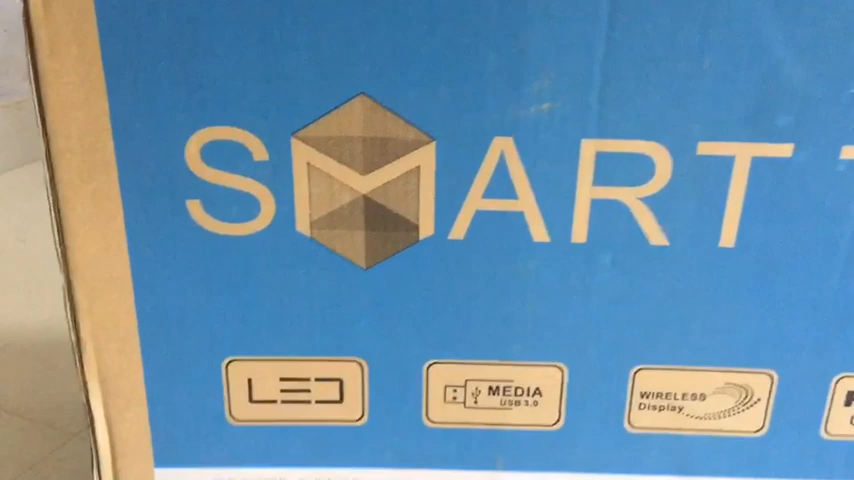 SMART
LED
MEDIA
USB 3.0
WIRELESS
Display